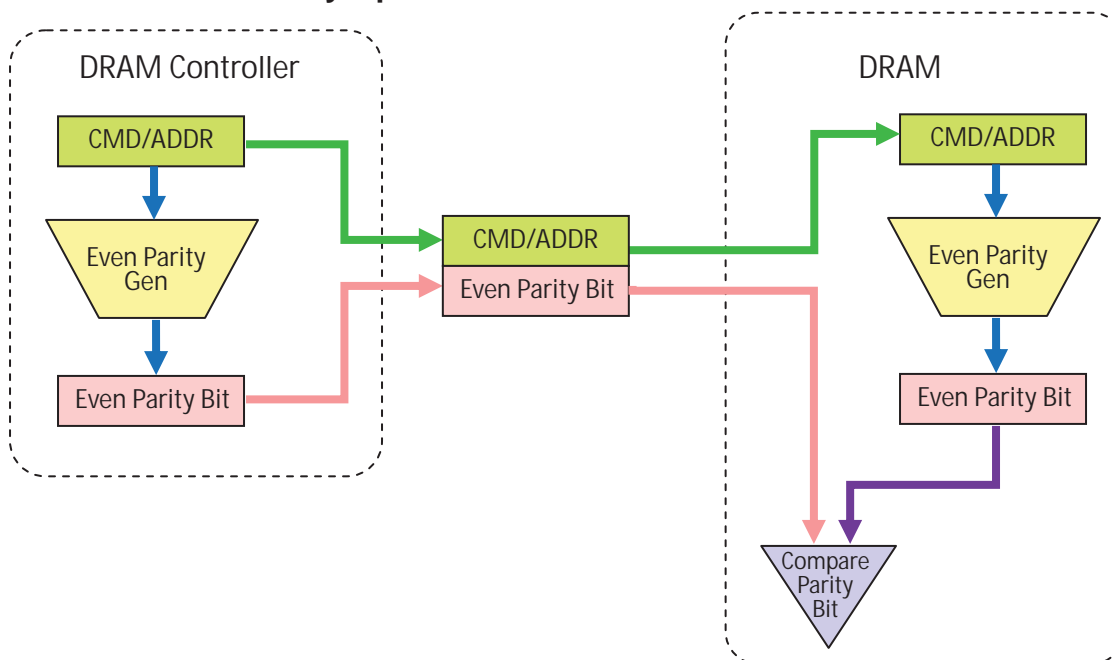 DRAM Controller
CMD/ADDR
Even Parity
Gen
Even Parity Bit
CMD/ADDR
Even Parity Bit
DRAM
CMD/ADDR
Even Parity
Gen
Even Parity Bit
Compare
Parity
Bit